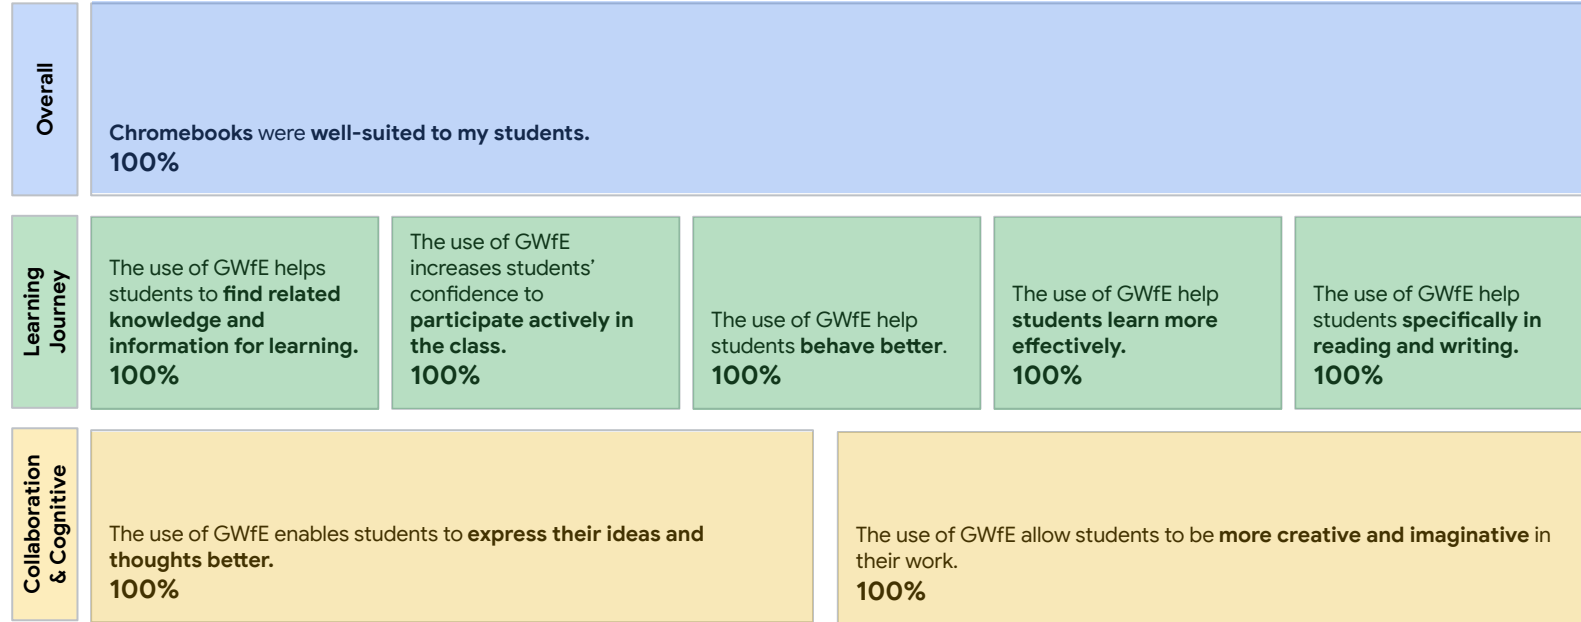 Overall
Chromebooks were well-suited to my students.
100%
Learning
Journey
The use of GWfE helps
students to find related
knowledge and
information for learning.
100%
The use of GWfE
increases students’
confidence to
participate actively in
the class.
100%
The use of GWfE help
students behave better.
100%
The use of GWfE help
students learn more
effectively.
100%
The use of GWfE help
students specifically in
reading and writing.
100%
Collaboration
& Cognitive
The use of GWfE enables students to express their ideas and
thoughts better.
100%
The use of GWfE allow students to be more creative and imaginative in
their work.
100%